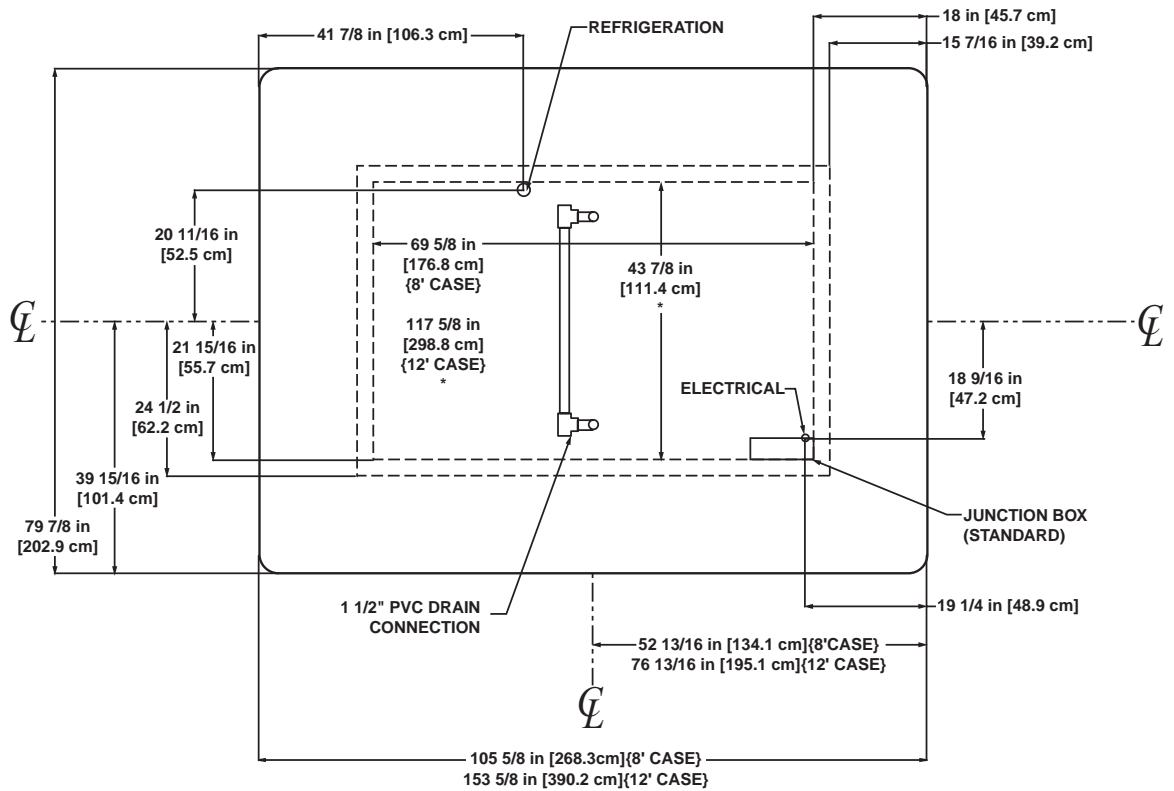 18 in [45.7 cm]
41 7/8 in [106.3 cm]
REFRIGERATION
15 7/16 in [39.2 cm]
20 11/16 in
[52.5 cm]
69 5/8 in
[176.8 cm]
{8' CASE}
43 7/8 in
[111.4 cm]
*
117 5/8 in
[298.8 cm]
{12' CASE}
*
℄
℄
21 15/16 in
[55.7 cm]
18 9/16 in
[47.2 cm]
ELECTRICAL
24 1/2 in
[62.2 cm]
39 15/16 in
[101.4 cm]
79 7/8 in
[202.9 cm]
JUNCTION BOX
(STANDARD)
1 1/2" PVC DRAIN
CONNECTION
19 1/4 in [48.9 cm]
52 13/16 in [134.1 cm]{8'CASE}
76 13/16 in [195.1 cm]{12' CASE}
℄
105 5/8 in [268.3cm]{8' CASE}
153 5/8 in [390.2 cm]{12' CASE}